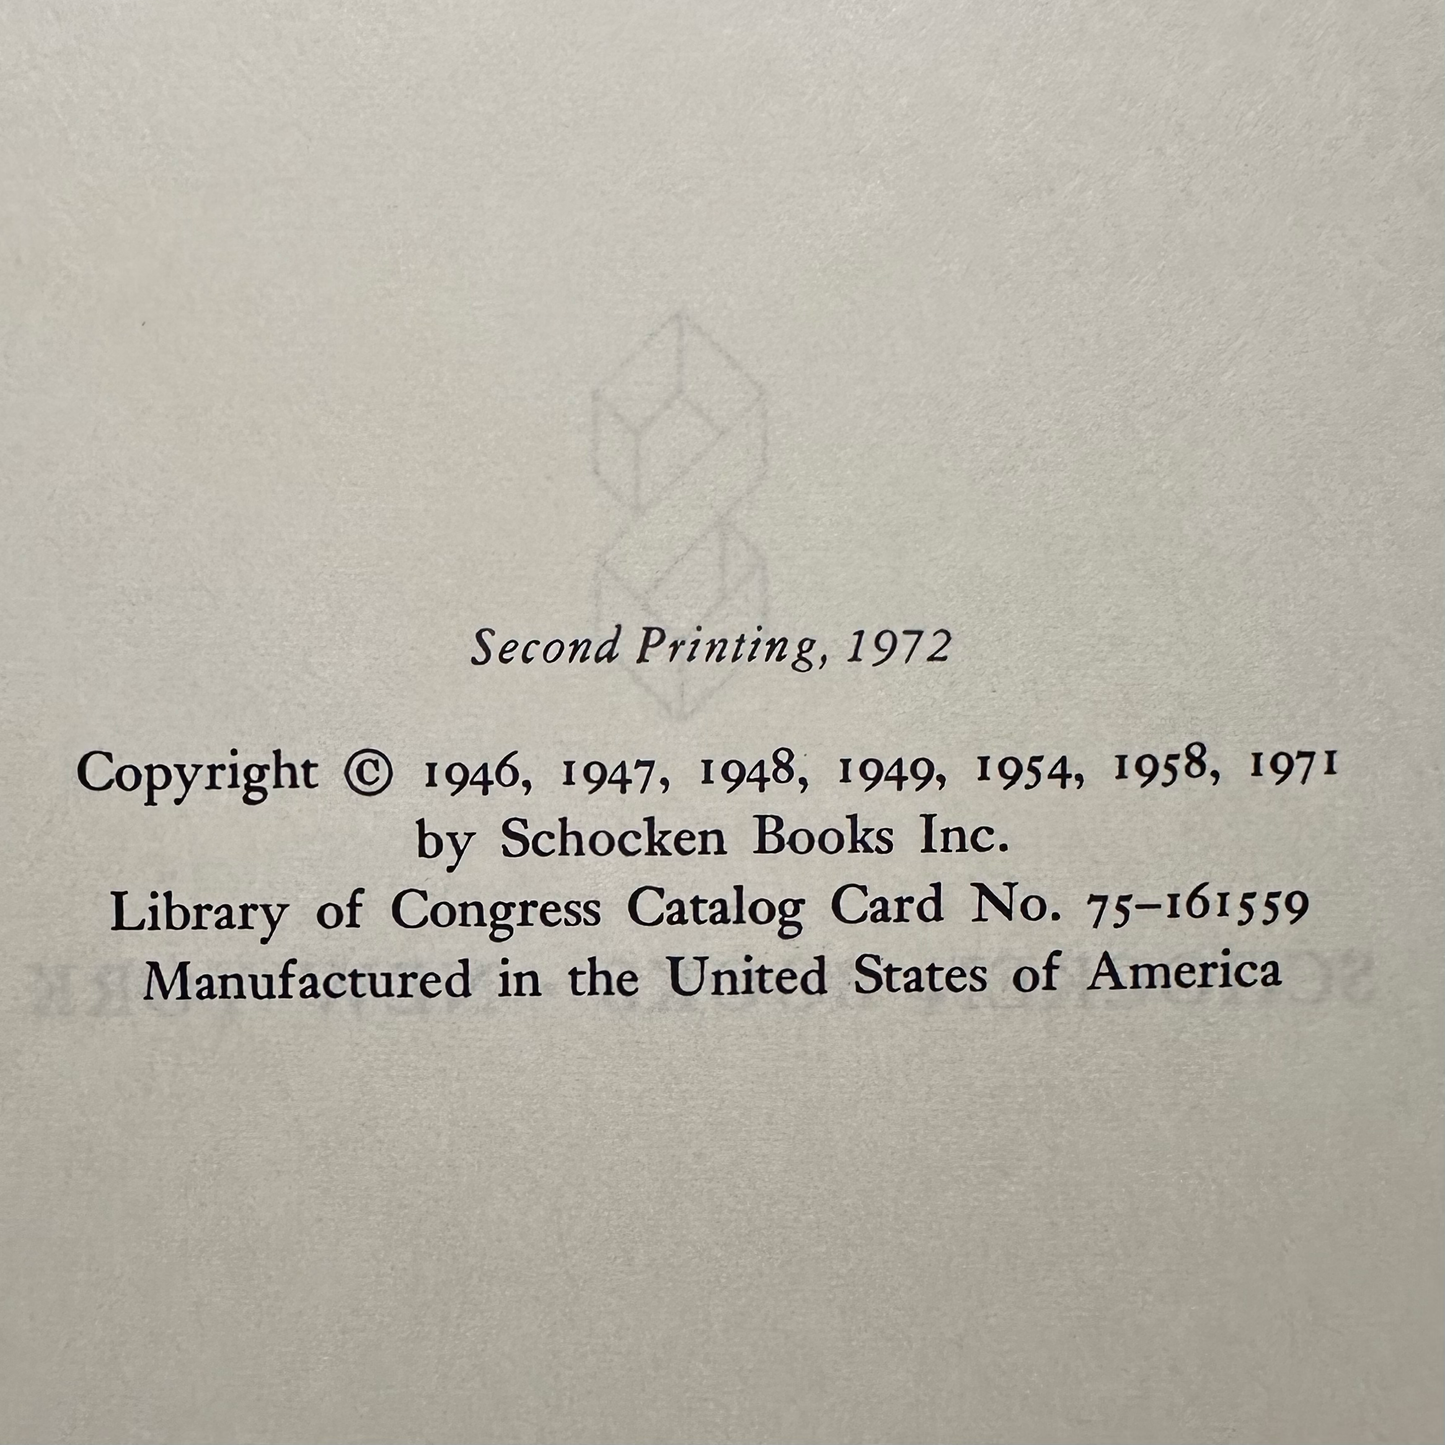 Second Printing, 1972
Copyright © 1946, 1947, 1948, 1949, 1954, 1958, 1971
by Schocken Books Inc.
Library of Congress Catalog Card No. 75–161559
Manufactured in the United States of America